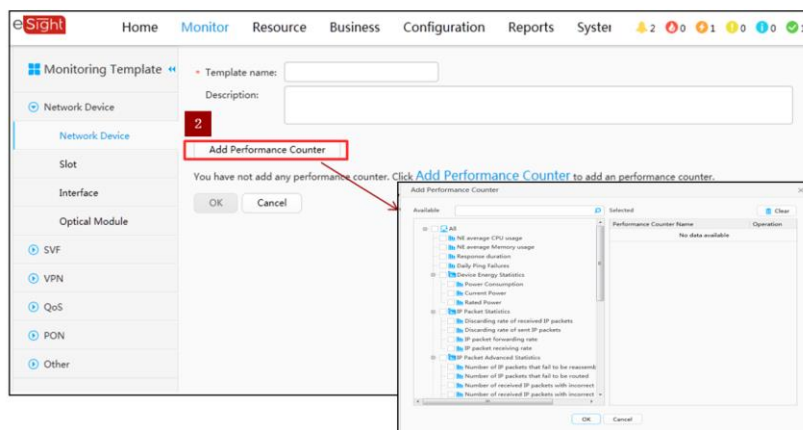 eSight Home Monitor Resource Business Configuration Reports Syster 2 0 1 0 0
Monitoring Template
* Template name:
Description:
Network Device
2
Network Device
Add Performance Counter
Slot
You have not add any performance counter. Click Add Performance Counter to add an performance counter.
Interface
OK Cancel
Optical Module
SVF
VPN
QoS
PON
Other
Add Performance Counter
Available
Selected
Clear
Performance Counter Name Operation
No data available
All
NE average CPU usage
NE average Memory usage
Response duration
Daily Ping Failures
Device Energy Statistics
Power Consumption
Current Power
Rated Power
IP Packet Statistics
Discarding rate of received IP packets
Discarding rate of sent IP packets
IP packet forwarding rate
IP packet receiving rate
IP Packet Advanced Statistics
Number of IP packets that fail to be reassemb
Number of IP packets that fail to be routed
Number of received IP packets with incorrect
Number of received IP packets with incorrect
OK Cancel